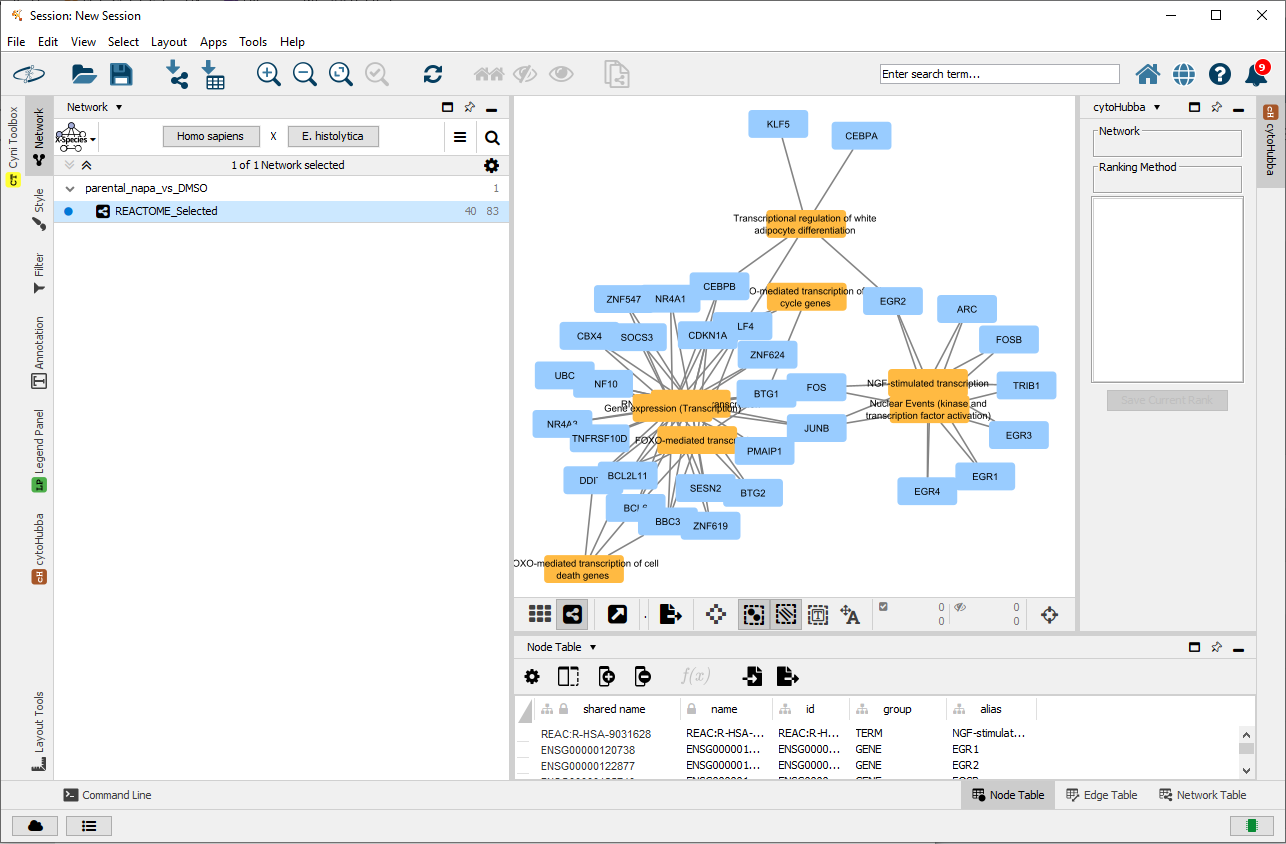 Session: New Session
File Edit View Select Layout Apps Tools Help
Enter search term...
9
Cyni Toolbox
CT
Network
Style
Filter
Annotation
Legend Panel
LP
cytoHubba
cH
Layout Tools
Network
X-Species
Homo sapiens X E. histolytica
1 of 1 Network selected
parental_napa_vs_DMSO 1
REACTOME_Selected 40 83
KLF5
CEBPA
Transcriptional regulation of white
adipocyte differentiation
CEBPB
O-mediated transcription of
cycle genes
ZNF547
NR4A1
EGR2
ARC
CBX4
SOCS3
CDKN1A
LF4
FOSB
ZNF624
UBC
NF10
BTG1
FOS
NGF-stimulated transcription
TRIB1
Gene expression (Transcription)
Nuclear Events (kinase and
transcription factor activation)
TNFRSF10D
FOXO-mediated transc
JUNB
EGR3
PMAIP1
BCL2L11
SESN2
BTG2
EGR4
EGR1
BBC3
ZNF619
OXO-mediated transcription of cell
death genes
0 0
0 0
cytoHubba
Network
Ranking Method
Save Current Rank
cH
cytoHubba
Node Table
f(x)
shared name name id group alias
REAC:R-HSA-9031628 REAC:R-HSA-... REAC:R-H... TERM NGF-stimulat...
ENSG00000120738 ENSG000001... ENSG0000... GENE EGR1
ENSG00000122877 ENSG000001... ENSG0000... GENE EGR2
Command Line
Node Table Edge Table Network Table